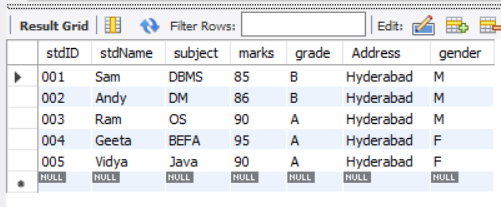 Result Grid Filter Rows: Edit:
stdID stdName subject marks grade Address gender
001 Sam DBMS 85 B Hyderabad M
002 Andy DM 86 B Hyderabad M
003 Ram OS 90 A Hyderabad M
004 Geeta BEFA 95 A Hyderabad F
005 Vidya Java 90 A Hyderabad F
NULL NULL NULL NULL NULL NULL NULL